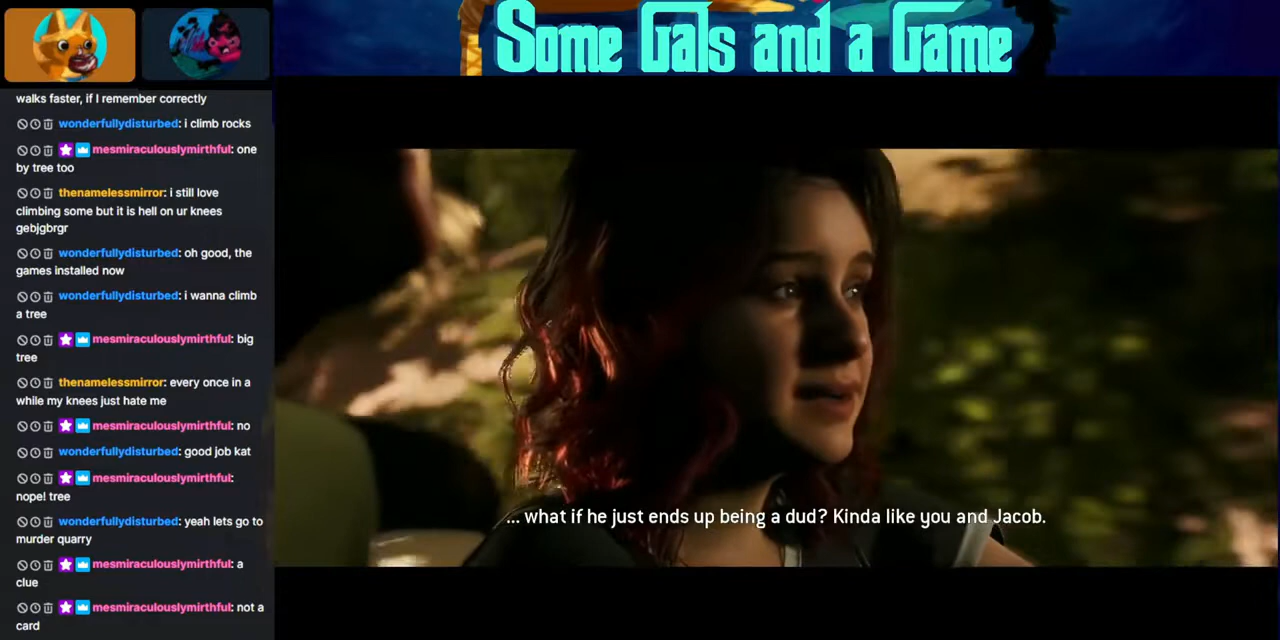 Some Gals and a Game
walks faster, if I remember correctly
wonderfullydisturbed: i climb rocks
mesmiraculouslymirthful: one
by tree too
thenamelessmirror: i still love
climbing some but it is hell on ur knees
gebjgbrgr
wonderfullydisturbed: oh good, the
games installed now
wonderfullydisturbed: i wanna climb
a tree
mesmiraculouslymirthful: big
tree
thenamelessmirror: every once in a
while my knees just hate me
mesmiraculouslymirthful: no
wonderfullydisturbed: good job kat
mesmiraculouslymirthful:
nope! tree
wonderfullydisturbed: yeah lets go to
murder quarry
mesmiraculouslymirthful: a
clue
mesmiraculouslymirthful: not a
card
... what if he just ends up being a dud? Kinda like you and Jacob.